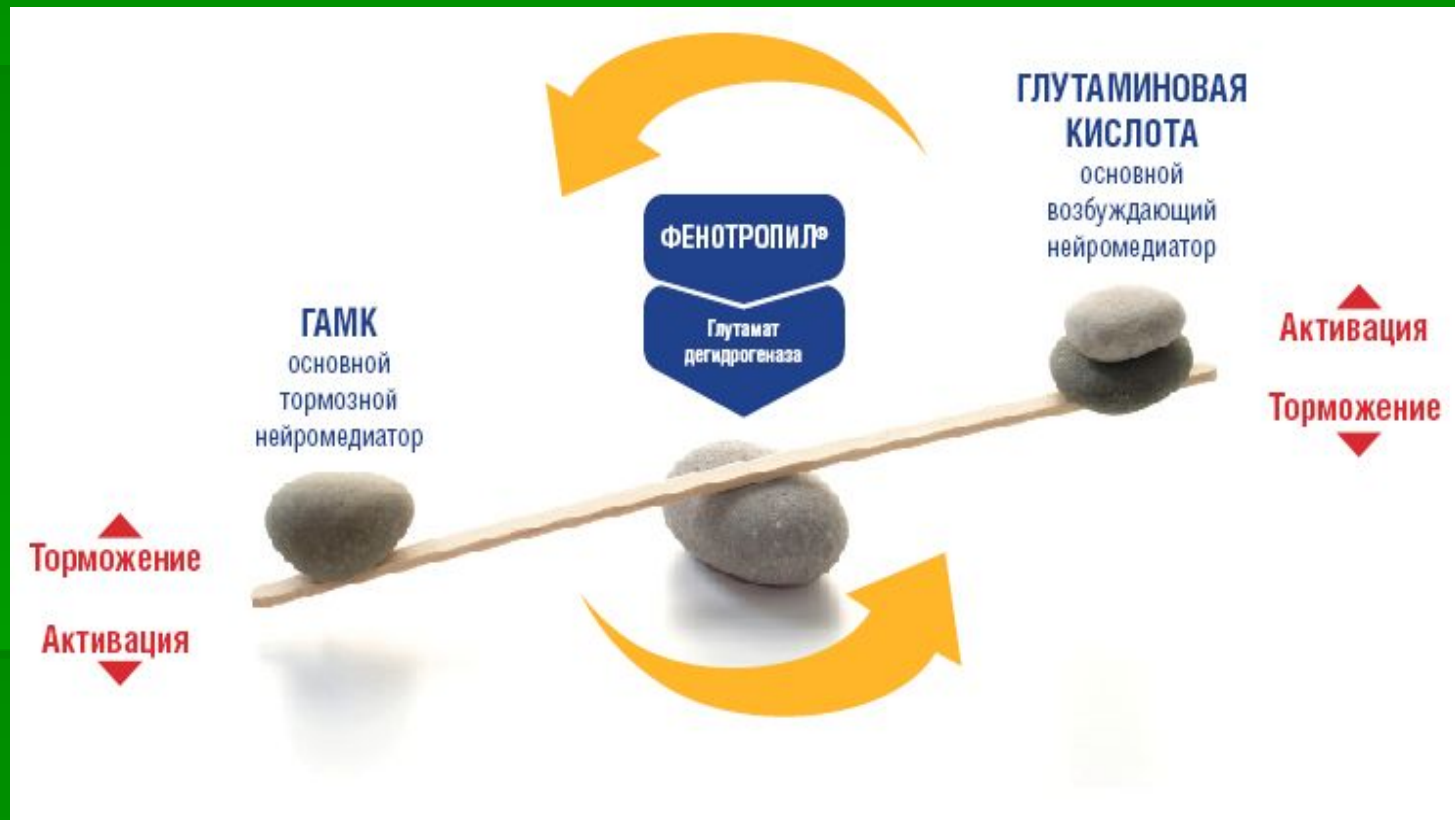 ГЛУТАМИНОВАЯ
КИСЛОТА
основной
возбуждающий
нейромедиатор
ФЕНОТРОПИЛ®
Глутамат
дегидрогеназа
ГАМК
основной
тормозной
нейромедиатор
Активация
Торможение
Торможение
Активация